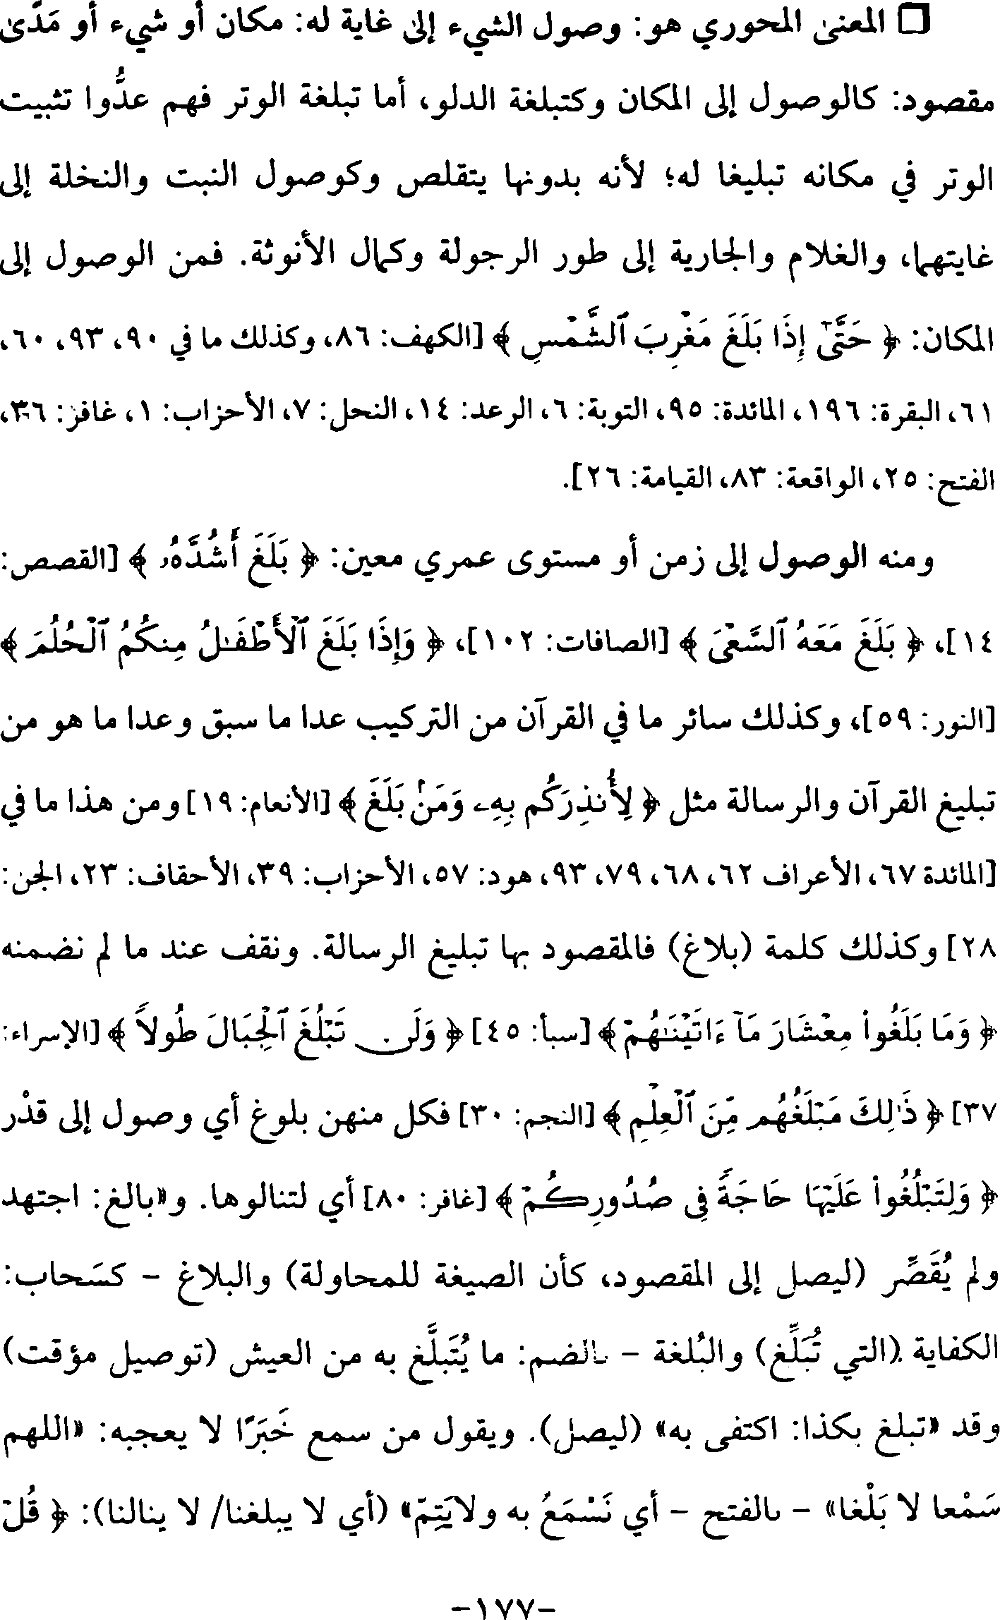 ❒ المعنى المحوري هو: وصول الشيء إلى غاية له: مكان أو شيء أو مَدًى
مقصود: كالوصول إلى المكان وكتبلغة الدلو، أما تبلغة الوتر فهم عدُّوا تثبيت
الوتر في مكانه تبليغا له؛ لأنه بدونها يتقلص وكوصول النبت والنخلة إلى
غايتهما، والغلام والجارية إلى طور الرجولة وكمال الأنوثة. فمن الوصول إلى
المكان: ﴿ حَتَّىٰٓ إِذَا بَلَغَ مَغْرِبَ ٱلشَّمْسِ ﴾ [الكهف: ٨٦، وكذلك ما في ٩٠، ٩٣، ٦٠،
٦١، البقرة: ١٩٦، المائدة: ٩٥، التوبة: ٦، الرعد: ١٤، النحل: ٧، الأحزاب: ١، غافر: ٣٦،
الفتح: ٢٥، الواقعة: ٨٣، القيامة: ٢٦].
ومنه الوصول إلى زمن أو مستوى عمري معين: ﴿ بَلَغَ أَشُدَّهُۥ ﴾ [القصص:
١٤]، ﴿ بَلَغَ مَعَهُ ٱلسَّعْىَ ﴾ [الصافات: ١٠٢]، ﴿ وَإِذَا بَلَغَ ٱلْأَطْفَـٰلُ مِنكُمُ ٱلْحُلُمَ ﴾
[النور: ٥٩]، وكذلك سائر ما في القرآن من التركيب عدا ما سبق وعدا ما هو من
تبليغ القرآن والرسالة مثل ﴿ لِأُنذِرَكُم بِهِۦ وَمَنۢ بَلَغَ ﴾ [الأنعام: ١٩] ومن هذا ما في
[المائدة ٦٧، الأعراف ٦٢، ٦٨، ٧٩، ٩٣، هود: ٥٧، الأحزاب: ٣٩، الأحقاف: ٢٣، الجن:
٢٨] وكذلك كلمة (بلاغ) فالمقصود بها تبليغ الرسالة. ونقف عند ما لم نضمنه
﴿ وَمَا بَلَغُوا۟ مِعْشَارَ مَآ ءَاتَيْنَـٰهُمْ ﴾ [سبأ: ٤٥] ﴿ وَلَن تَبْلُغَ ٱلْجِبَالَ طُولًا ﴾ [الإسراء:
٣٧] ﴿ ذَٰلِكَ مَبْلَغُهُم مِّنَ ٱلْعِلْمِ ﴾ [النجم: ٣٠] فكل منهن بلوغ أي وصول إلى قدْر
﴿ وَلِتَبْلُغُوا۟ عَلَيْهَا حَاجَةً فِى صُدُورِكُمْ ﴾ [غافر: ٨٠] أي لتنالوها. و«بالغ: اجتهد
ولم يُقَصِّر (ليصل إلى المقصود، كأن الصيغة للمحاولة) والبلاغ - كسَحاب:
الكفاية (التي تُبَلِّغ) والبُلغة - بالضم: ما يُتَبلَّغ به من العيش (توصيل مؤقت)
وقد «تبلغ بكذا: اكتفى به» (ليصل). ويقول من سمع خَبَرًا لا يعجبه: «اللهم
سَمْعا لا بَلْغا» - بالفتح - أي نَسْمَعُ به ولا يَتِمّ» (أي لا يبلغنا/ لا ينالنا): ﴿ قُلْ
-١٧٧-